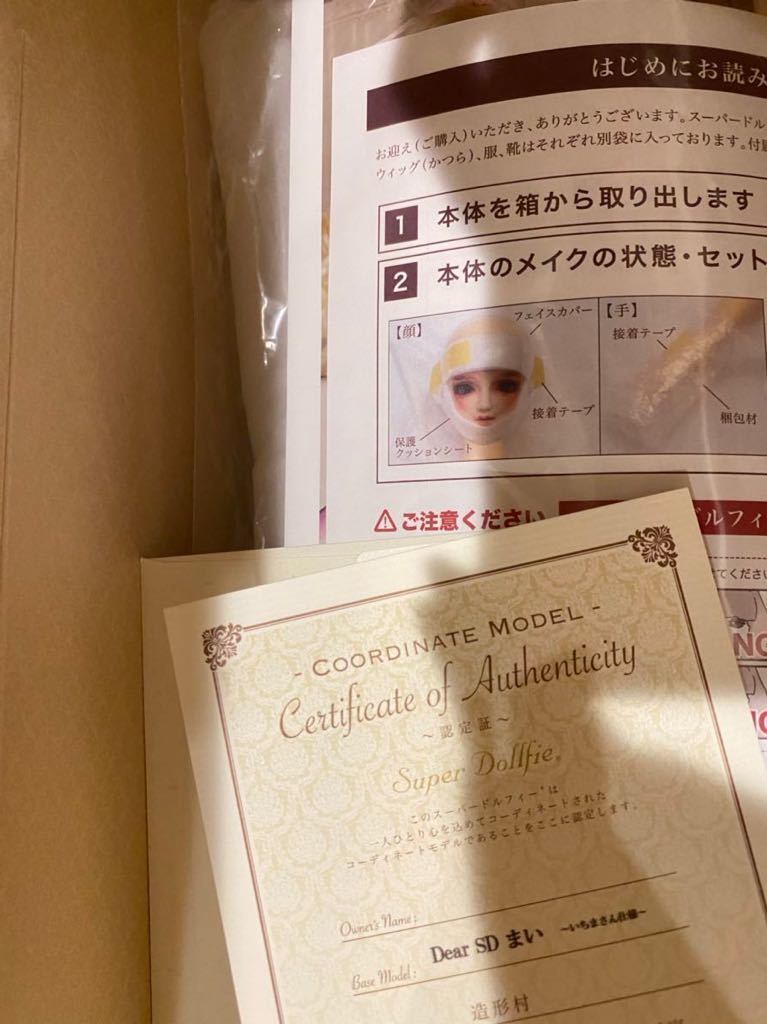 はじめにお読み
お迎え(ご購入)いただき、ありがとうございます。スーパードル
ウィッグ(かつら)、服、靴はそれぞれ別袋に入っております。付属
1 本体を箱から取り出します
2 本体のメイクの状態・セット
【顔】
フェイスカバー
接着テープ
保護
クッションシート
【手】
接着テープ
梱包材
ご注意ください
ドルフィ
てくださ
NG
- COORDINATE MODEL -
Certificate of Authenticity
~認定証~
Super Dollfie®
このスーパードルフィー®は
一人ひとり心を込めてコーディネートされた
コーディネートモデルであることをここに認定します。
Owner's Name:
Dear SD まい ~いちまさん仕様~
Base Model:
造形村